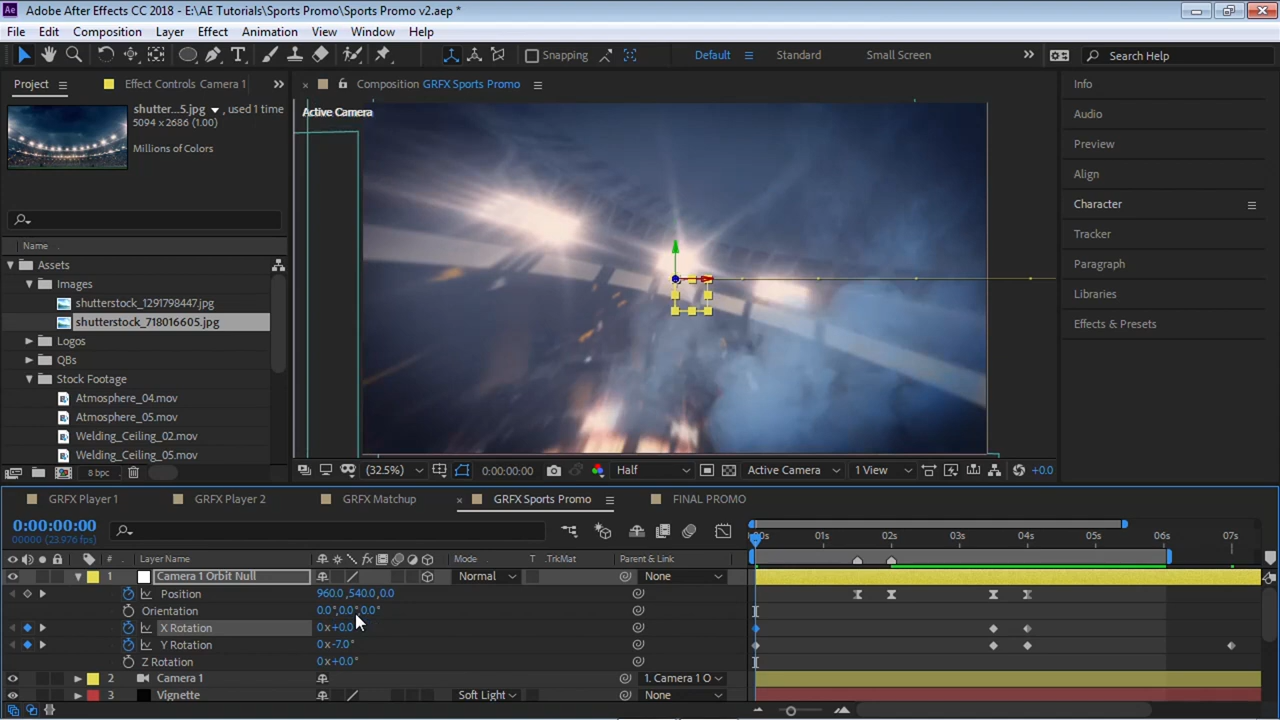 Adobe After Effects CC 2018 - E:\AE Tutorials\Sports Promo\Sports Promo v2.aep *
File Edit Composition Layer Effect Animation View Window Help
Snapping Default Standard Small Screen Search Help
Project Effect Controls Camera 1 Composition GRFX Sports Promo Info
shutter...5.jpg , used 1 time
5094 x 2686 (1.00)
Millions of Colors
Active Camera
Audio
Preview
Align
Character
Tracker
Paragraph
Libraries
Effects & Presets
Name
Assets
Images
shutterstock_1291798447.jpg
shutterstock_718016605.jpg
Logos
QBs
Stock Footage
Atmosphere_04.mov
Atmosphere_05.mov
Welding_Ceiling_02.mov
Welding_Ceiling_05.mov
8 bpc (32.5%) 0:00:00:00 Half Active Camera 1 View +0.0
GRFX Player 1 GRFX Player 2 GRFX Matchup GRFX Sports Promo FINAL PROMO
0:00:00:00
00000 (23.976 fps)
:00s 01s 02s 03s 04s 05s 06s 07s
# Layer Name Mode T .TrkMat Parent & Link
1 Camera 1 Orbit Null Normal None
Position 960.0,540.0,0.0
Orientation 0.0°,0.0°,0.0°
X Rotation 0x+0.0
Y Rotation 0x-7.0°
Z Rotation 0x+0.0°
2 Camera 1 1. Camera 1 O
3 Vignette Soft Light None